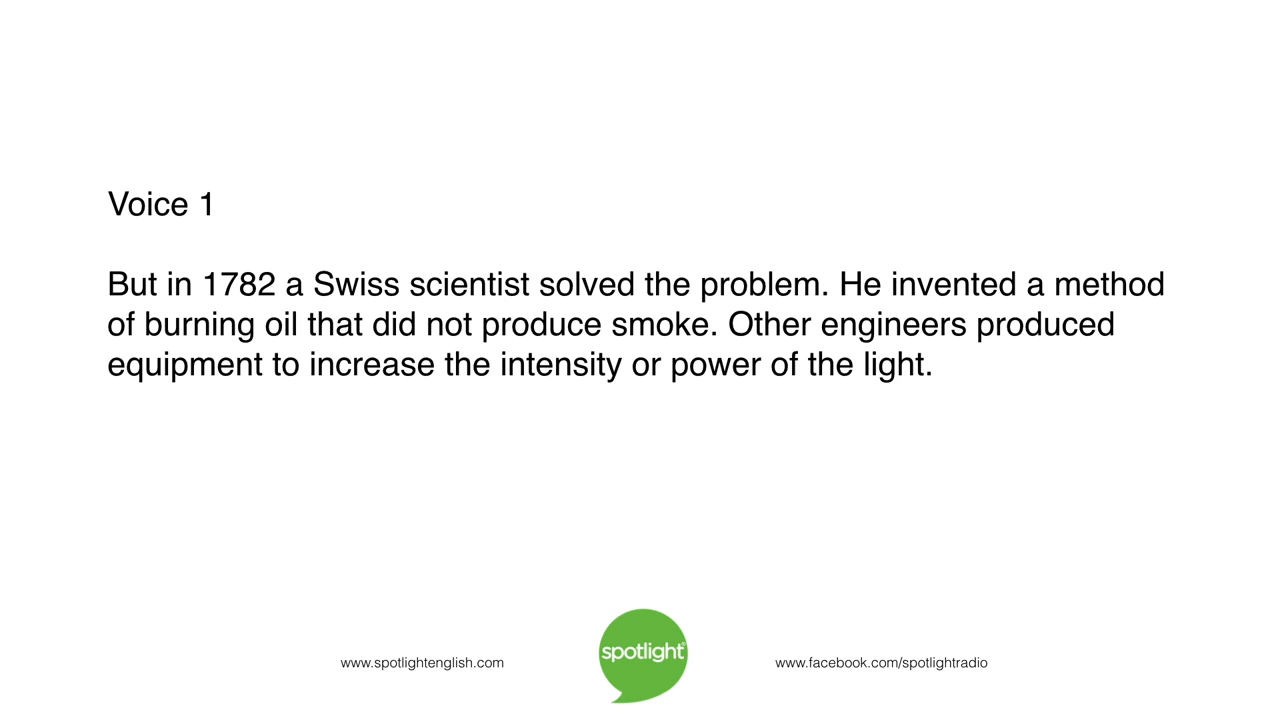 Voice 1
But in 1782 a Swiss scientist solved the problem. He invented a method
of burning oil that did not produce smoke. Other engineers produced
equipment to increase the intensity or power of the light.
www.spotlightenglish.com
spotlight®
www.facebook.com/spotlightradio